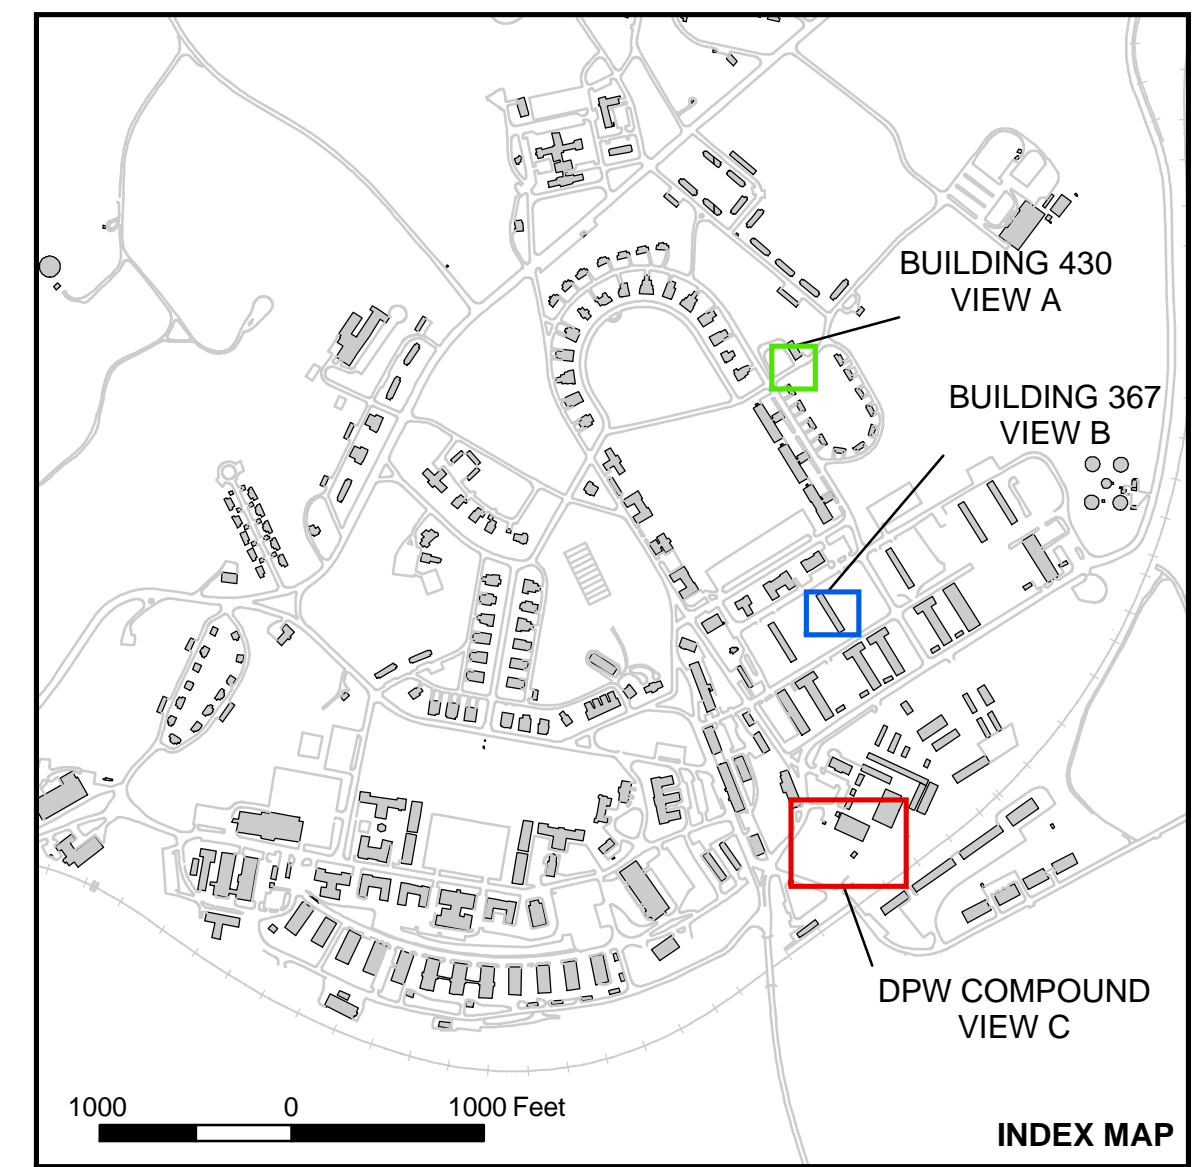 BUILDING 430
VIEW A
BUILDING 367
VIEW B
DPW COMPOUND
VIEW C
1000 0 1000 Feet
INDEX MAP